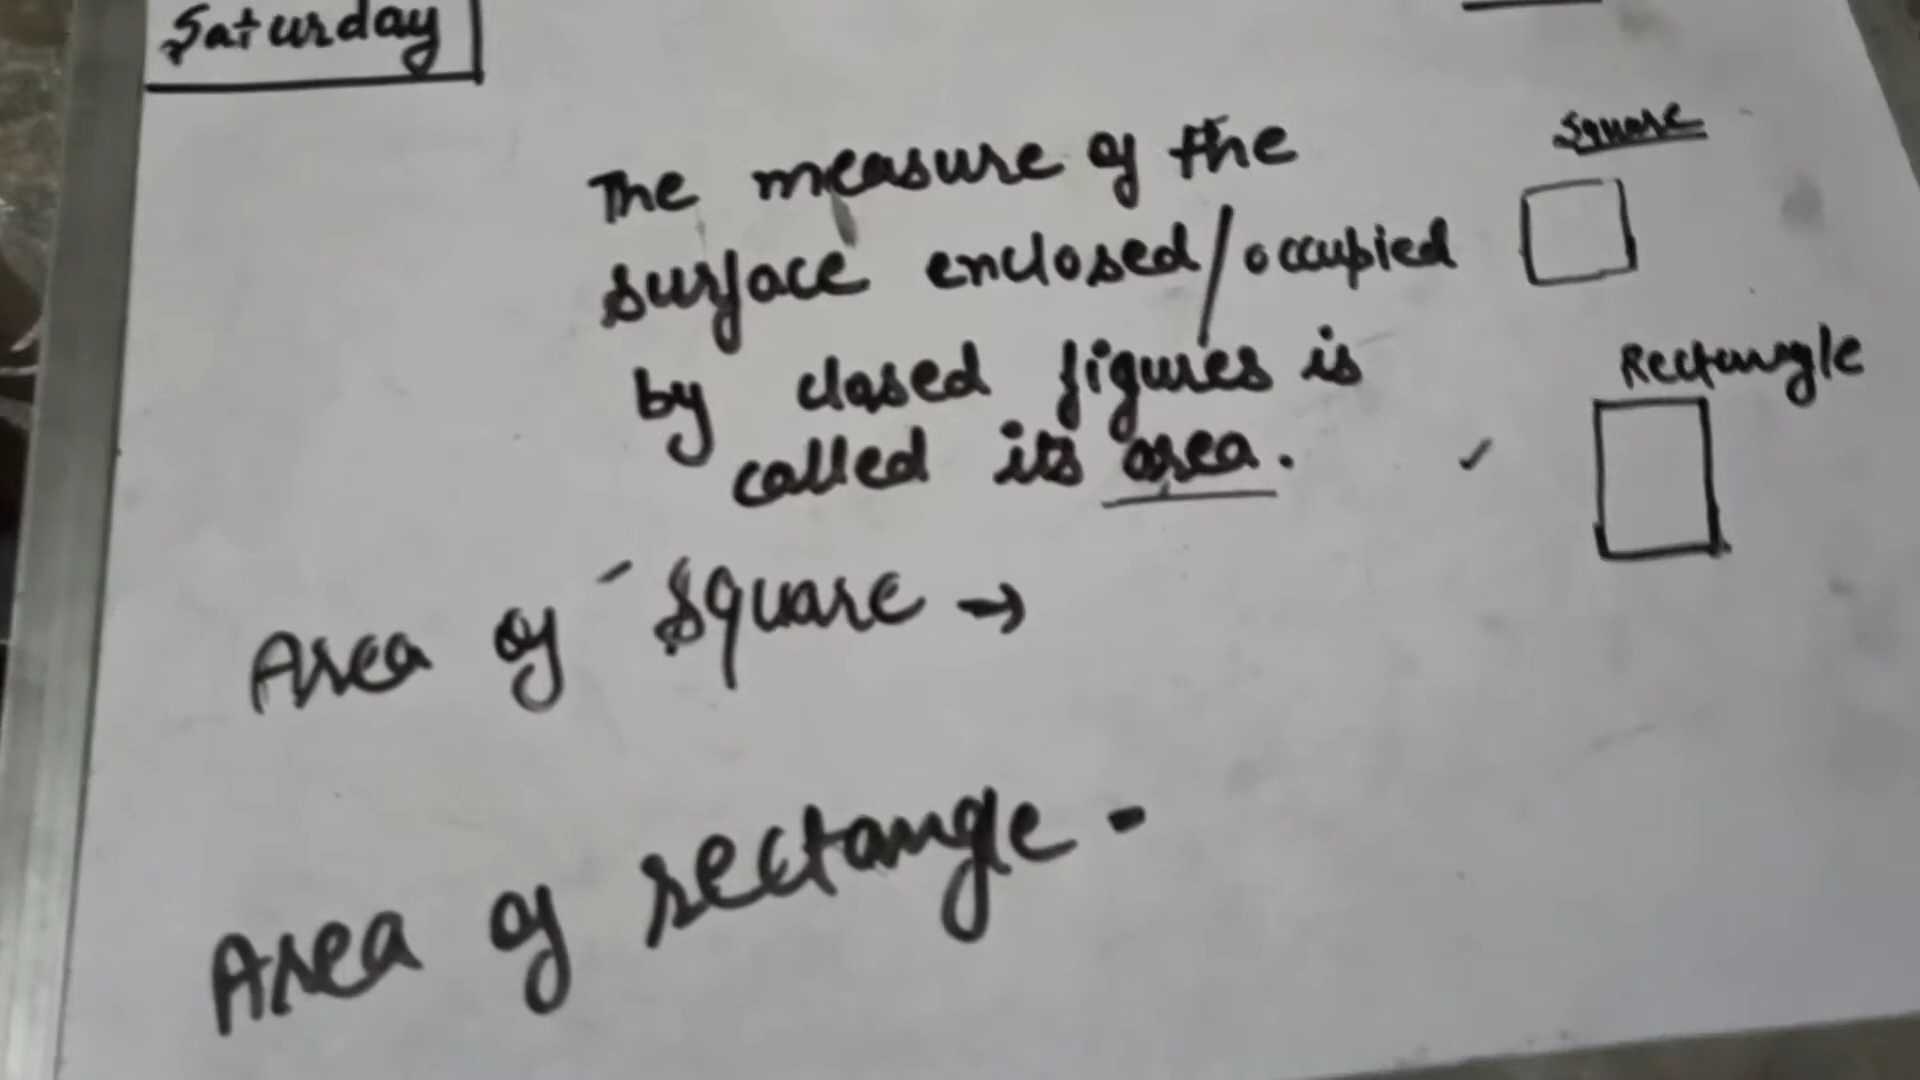 Saturday
The measure of the
Square
surface enclosed/occupied
by closed figures is
Rectangle
called its area.
Area of Square →
Area of rectangle -